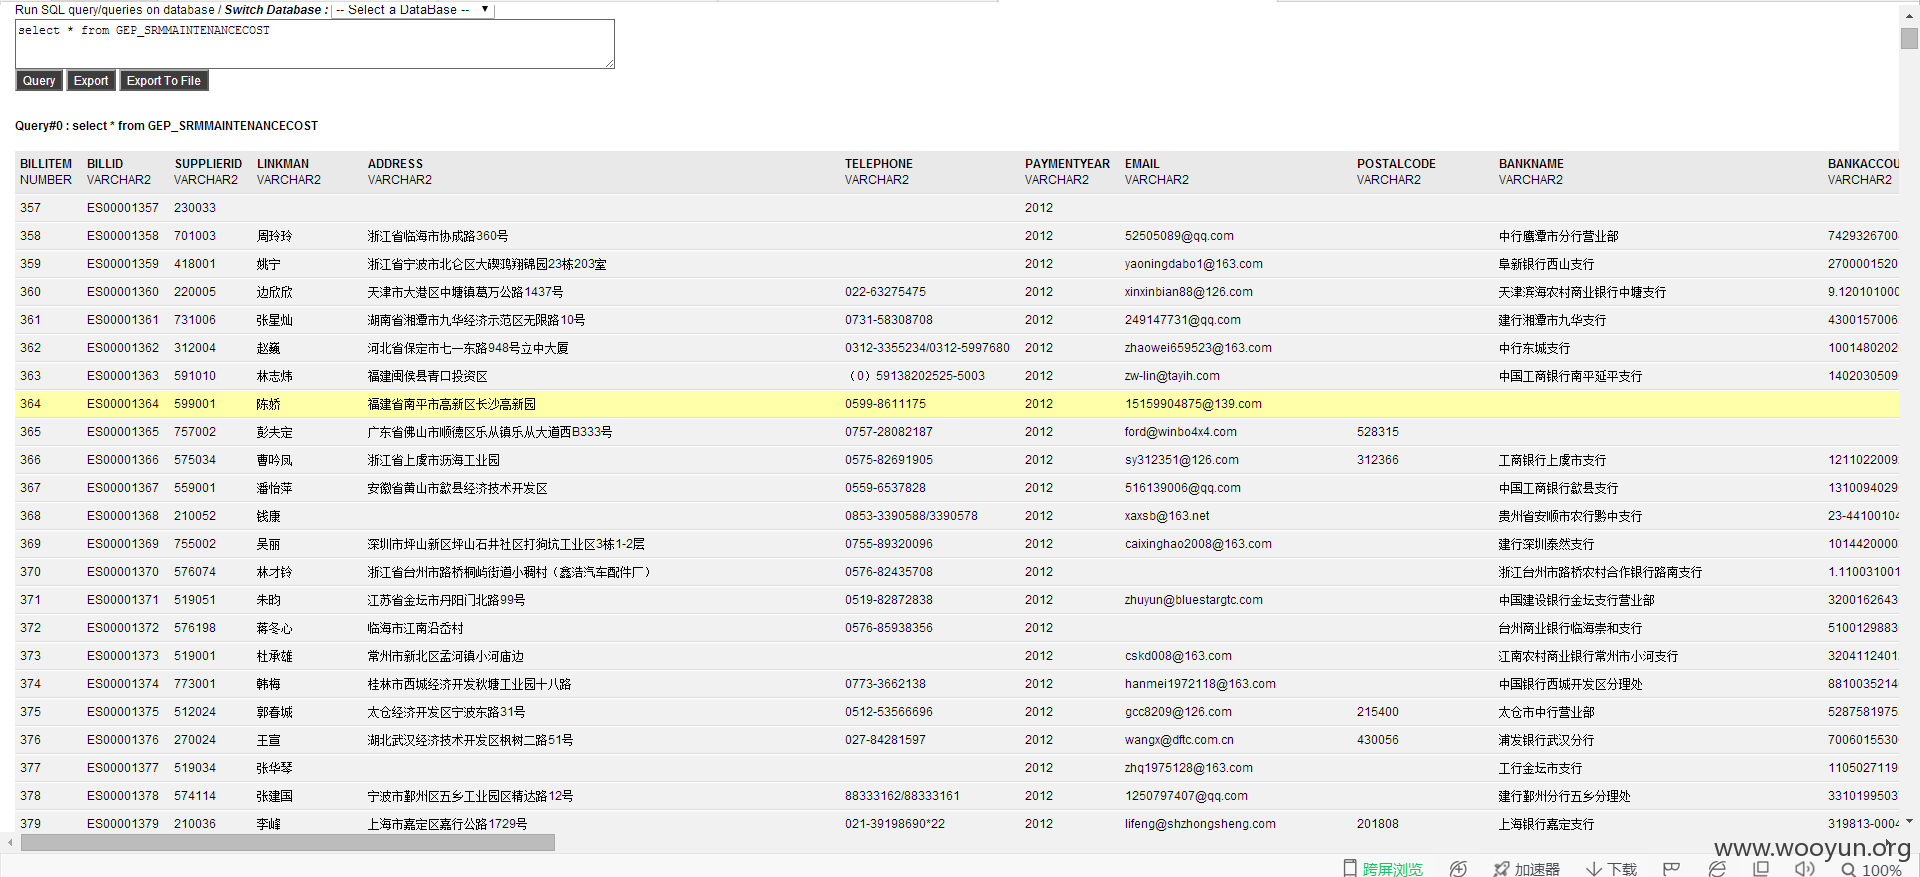 Run SQL query/queries on database / Switch Database : -- Select a DataBase --
select * from GEP_SRMMAINTENANCECOST
Query Export Export To File
Query#0 : select * from GEP_SRMMAINTENANCECOST
BILLITEM BILLID SUPPLIERID LINKMAN ADDRESS TELEPHONE PAYMENTYEAR EMAIL POSTALCODE BANKNAME BANKACCOU
NUMBER VARCHAR2 VARCHAR2 VARCHAR2 VARCHAR2 VARCHAR2 VARCHAR2 VARCHAR2 VARCHAR2 VARCHAR2 VARCHAR2
357 ES00001357 230033 2012
358 ES00001358 701003 周玲玲 浙江省临海市协成路360号 2012 52505089@qq.com 中行鹰潭市分行营业部 7429326700
359 ES00001359 418001 姚宁 浙江省宁波市北仑区大碶鸿翔锦园23栋203室 2012 yaoningdabo1@163.com 阜新银行西山支行 2700001520
360 ES00001360 220005 边欣欣 天津市大港区中塘镇葛万公路1437号 022-63275475 2012 xinxinbian88@126.com 天津滨海农村商业银行中塘支行 9.120101000
361 ES00001361 731006 张星灿 湖南省湘潭市九华经济示范区无限路10号 0731-58308708 2012 249147731@qq.com 建行湘潭市九华支行 4300157006
362 ES00001362 312004 赵巍 河北省保定市七一东路948号立中大厦 0312-3355234/0312-5997680 2012 zhaowei659523@163.com 中行东城支行 1001480202
363 ES00001363 591010 林志炜 福建闽侯县青口投资区 （0）59138202525-5003 2012 zw-lin@tayih.com 中国工商银行南平延平支行 1402030509
364 ES00001364 599001 陈娇 福建省南平市高新区长沙高新园 0599-8611175 2012 15159904875@139.com
365 ES00001365 757002 彭夫定 广东省佛山市顺德区乐从镇乐从大道西B333号 0757-28082187 2012 ford@winbo4x4.com 528315
366 ES00001366 575034 曹吟凤 浙江省上虞市沥海工业园 0575-82691905 2012 sy312351@126.com 312366 工商银行上虞市支行 1211022009
367 ES00001367 559001 潘怡萍 安徽省黄山市歙县经济技术开发区 0559-6537828 2012 516139006@qq.com 中国工商银行歙县支行 1310094029
368 ES00001368 210052 钱康 0853-3390588/3390578 2012 xaxsb@163.net 贵州省安顺市农行黔中支行 23-44100104
369 ES00001369 755002 吴丽 深圳市坪山新区坪山石井社区打狗坑工业区3栋1-2层 0755-89320096 2012 caixinghao2008@163.com 建行深圳泰然支行 1014420000
370 ES00001370 576074 林才铃 浙江省台州市路桥桐屿街道小稠村（鑫浩汽车配件厂） 0576-82435708 2012 浙江台州市路桥农村合作银行路南支行 1.110031001
371 ES00001371 519051 朱昀 江苏省金坛市丹阳门北路99号 0519-82872838 2012 zhuyun@bluestargtc.com 中国建设银行金坛支行营业部 3200162643
372 ES00001372 576198 蒋冬心 临海市江南沿岙村 0576-85938356 2012 台州商业银行临海崇和支行 5100129883
373 ES00001373 519001 杜承雄 常州市新北区孟河镇小河庙边 2012 cskd008@163.com 江南农村商业银行常州市小河支行 3204112401
374 ES00001374 773001 韩梅 桂林市西城经济开发秋塘工业园十八路 0773-3662138 2012 hanmei1972118@163.com 中国银行西城开发区分理处 8810035214
375 ES00001375 512024 郭春城 太仓经济开发区宁波东路31号 0512-53566696 2012 gcc8209@126.com 215400 太仓市中行营业部 5287581975
376 ES00001376 270024 王宣 湖北武汉经济技术开发区枫树二路51号 027-84281597 2012 wangx@dftc.com.cn 430056 浦发银行武汉分行 7006015530
377 ES00001377 519034 张华琴 2012 zhq1975128@163.com 工行金坛市支行 1105027119
378 ES00001378 574114 张建国 宁波市鄞州区五乡工业园区精达路12号 88333162/88333161 2012 1250797407@qq.com 建行鄞州分行五乡分理处 3310199503
379 ES00001379 210036 李峰 上海市嘉定区嘉行公路1729号 021-39198690*22 2012 lifeng@shzhongsheng.com 201808 上海银行嘉定支行 319813-0004
www.wooyun.org
跨屏浏览 加速器 下载 100%